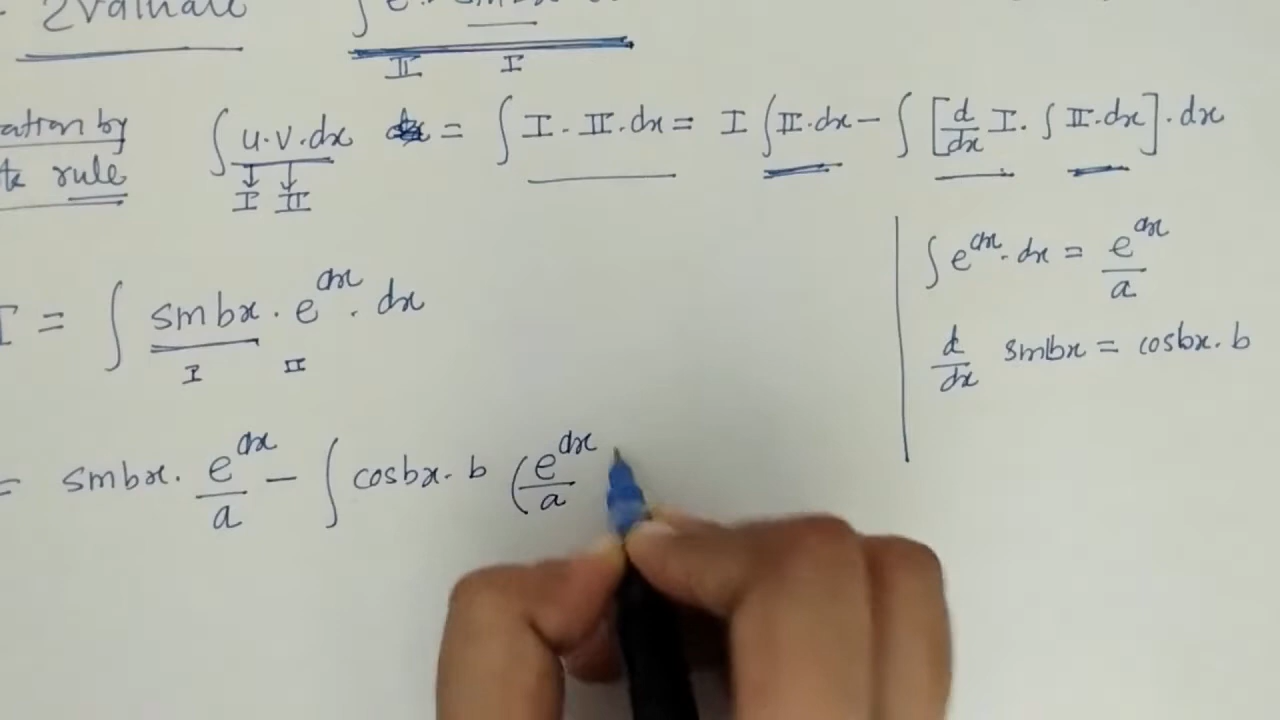 ∫e
II I
ation by ∫ u.v.dx = ∫ I . II . dx = I ∫ II.dx - ∫ [d/dx I. ∫ II.dx] . dx
rule I II
∫ e^ax . dx = e^ax/a
I = ∫ sinbx . e^ax . dx
I II
d/dx sinbx = cosbx. b
= sinbx. e^ax/a - ∫ cosbx. b (e^ax/a